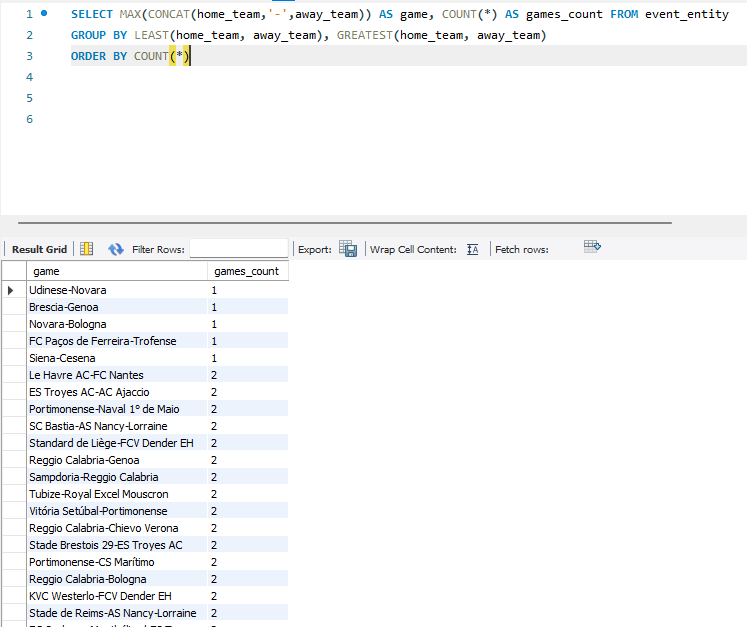 1 SELECT MAX(CONCAT(home_team,'-',away_team)) AS game, COUNT(*) AS games_count FROM event_entity
2 GROUP BY LEAST(home_team, away_team), GREATEST(home_team, away_team)
3 ORDER BY COUNT(*)
4
5
6
Result Grid Filter Rows: Export: Wrap Cell Content: Fetch rows:
game games_count
Udinese-Novara 1
Brescia-Genoa 1
Novara-Bologna 1
FC Paços de Ferreira-Trofense 1
Siena-Cesena 1
Le Havre AC-FC Nantes 2
ES Troyes AC-AC Ajaccio 2
Portimonense-Naval 1º de Maio 2
SC Bastia-AS Nancy-Lorraine 2
Standard de Liège-FCV Dender EH 2
Reggio Calabria-Genoa 2
Sampdoria-Reggio Calabria 2
Tubize-Royal Excel Mouscron 2
Vitória Setúbal-Portimonense 2
Reggio Calabria-Chievo Verona 2
Stade Brestois 29-ES Troyes AC 2
Portimonense-CS Marítimo 2
Reggio Calabria-Bologna 2
KVC Westerlo-FCV Dender EH 2
Stade de Reims-AS Nancy-Lorraine 2